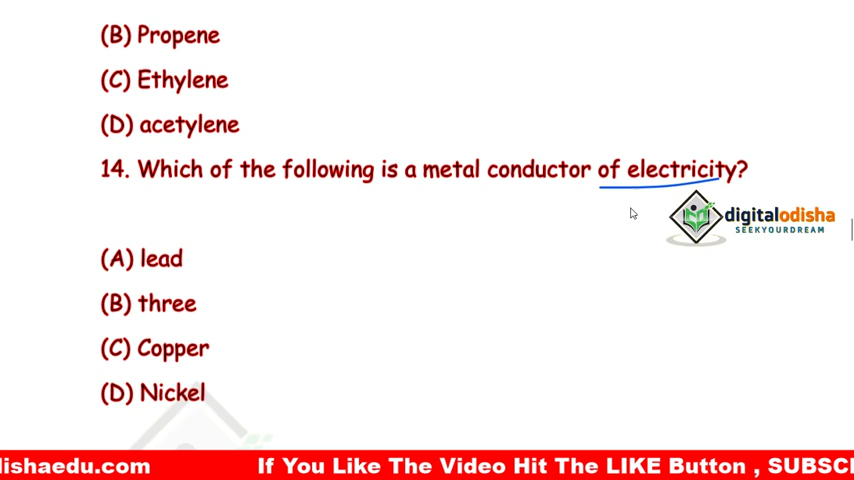 (B) Propene
(C) Ethylene
(D) acetylene
14. Which of the following is a metal conductor of electricity?
digitalodisha
SEEKYOURDREAM
(A) lead
(B) three
(C) Copper
(D) Nickel
lishaedu.com If You Like The Video Hit The LIKE Button , SUBSC